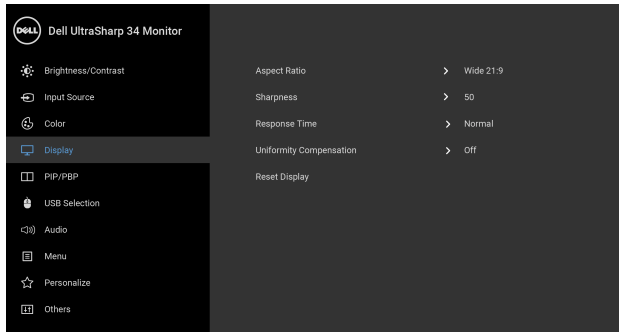 DELL Dell UltraSharp 34 Monitor
Brightness/Contrast
Input Source
Color
Display
PIP/PBP
USB Selection
Audio
Menu
Personalize
Others
Aspect Ratio > Wide 21:9
Sharpness > 50
Response Time > Normal
Uniformity Compensation > Off
Reset Display